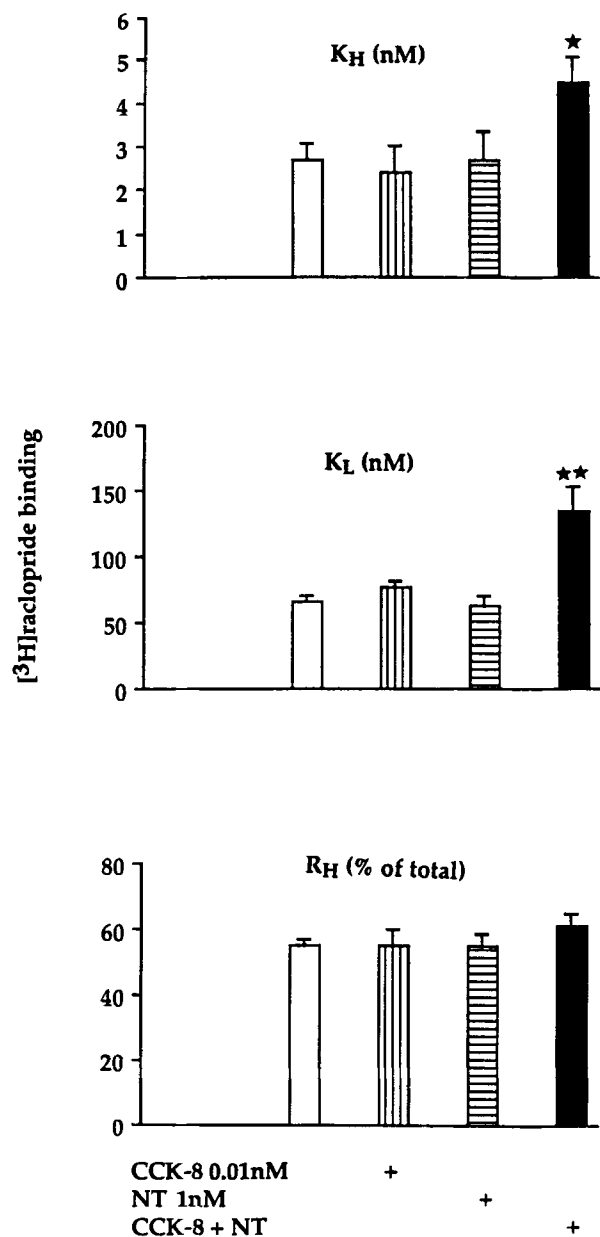 6
K_H (nM)
★
5
4
3
2
1
0
[³H]raclopride binding
200
K_L (nM)
★★
150
100
50
0
80
R_H (% of total)
60
40
20
0
CCK-8 0.01nM +
NT 1nM +
CCK-8 + NT +